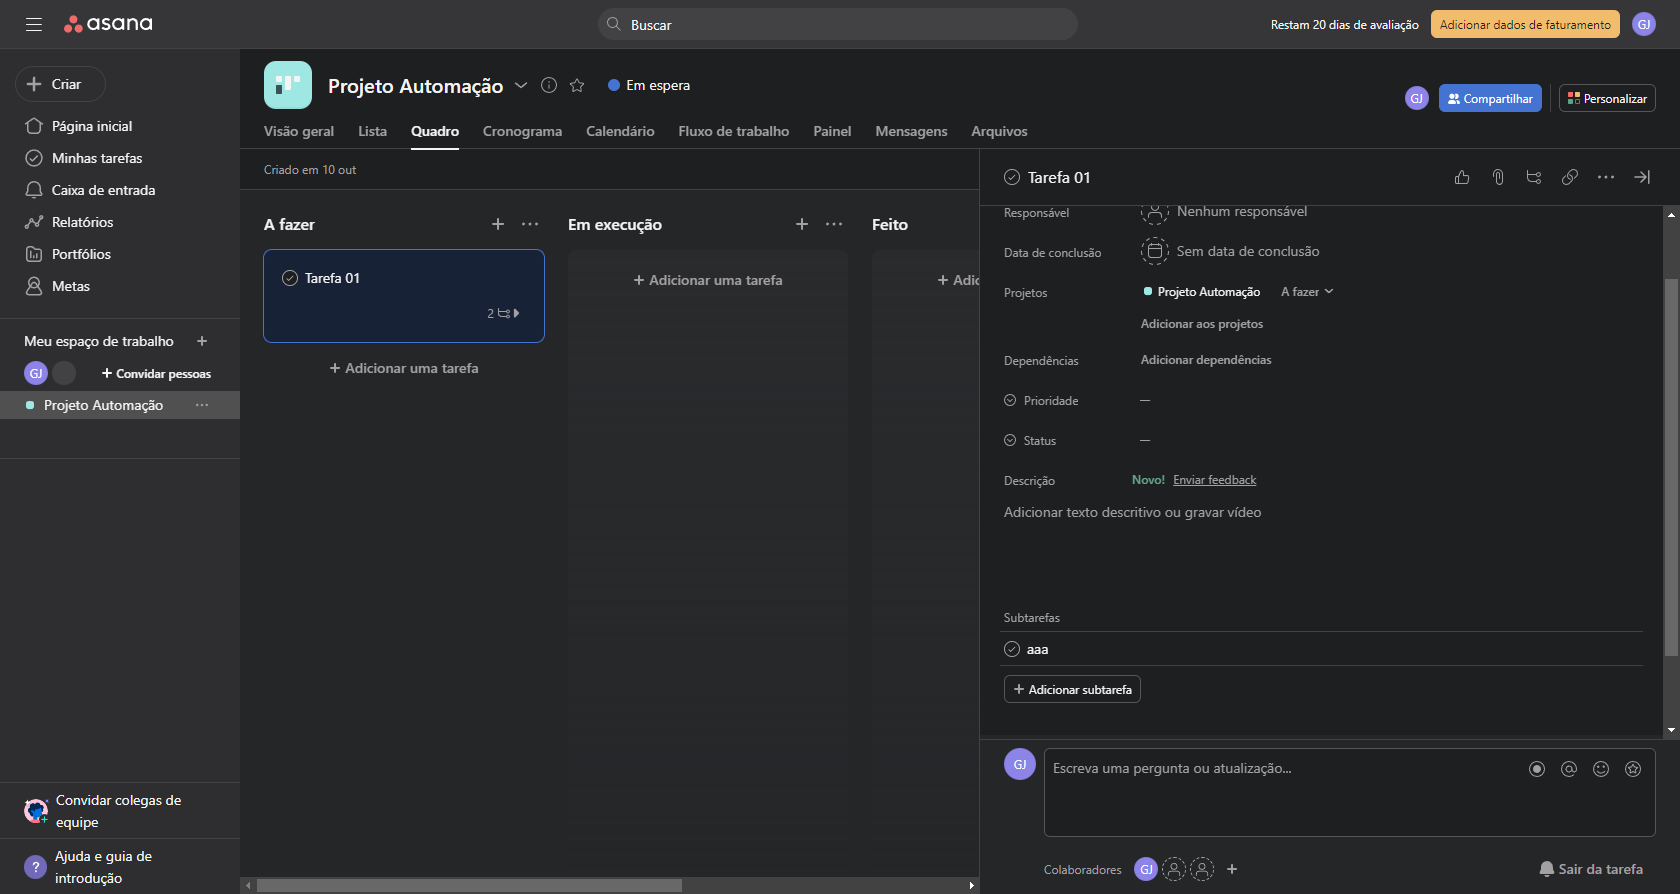 asana
Buscar
Restam 20 dias de avaliação
Adicionar dados de faturamento
GJ
Criar
Página inicial
Minhas tarefas
Caixa de entrada
Relatórios
Portfólios
Metas
Meu espaço de trabalho
GJ
+ Convidar pessoas
Projeto Automação
Convidar colegas de
equipe
? Ajuda e guia de
introdução
Projeto Automação
Em espera
GJ
Compartilhar
Personalizar
Visão geral
Lista
Quadro
Cronograma
Calendário
Fluxo de trabalho
Painel
Mensagens
Arquivos
Criado em 10 out
A fazer
Tarefa 01
2
+ Adicionar uma tarefa
Em execução
+ Adicionar uma tarefa
Feito
+ Adic
Tarefa 01
Responsável Nenhum responsável
Data de conclusão Sem data de conclusão
Projetos Projeto Automação A fazer
Adicionar aos projetos
Dependências Adicionar dependências
Prioridade —
Status —
Descrição Novo! Enviar feedback
Adicionar texto descritivo ou gravar vídeo
Subtarefas
aaa
+ Adicionar subtarefa
GJ
Escreva uma pergunta ou atualização...
Colaboradores GJ +
Sair da tarefa